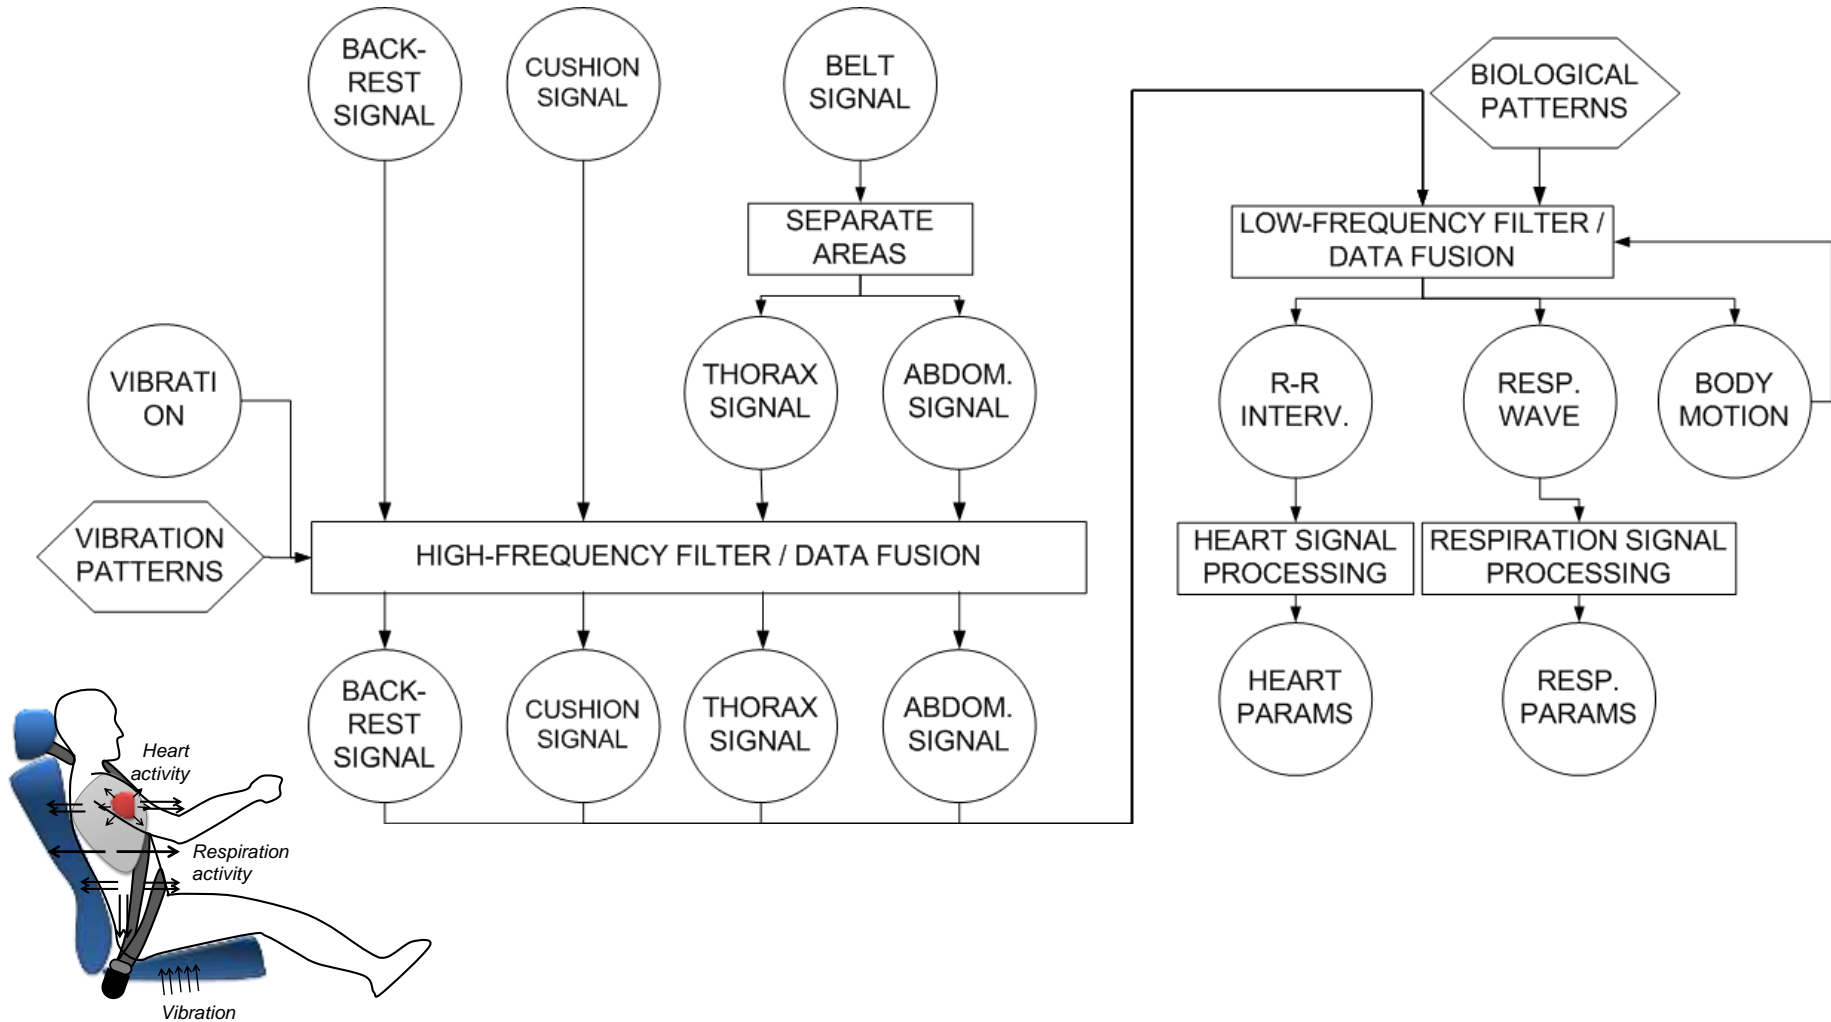 BACK-
REST
SIGNAL
CUSHION
SIGNAL
BELT
SIGNAL
BIOLOGICAL
PATTERNS
SEPARATE
AREAS
LOW-FREQUENCY FILTER /
DATA FUSION
VIBRATI
ON
THORAX
SIGNAL
ABDOM.
SIGNAL
R-R
INTERV.
RESP.
WAVE
BODY
MOTION
VIBRATION
PATTERNS
HIGH-FREQUENCY FILTER / DATA FUSION
HEART SIGNAL
PROCESSING
RESPIRATION SIGNAL
PROCESSING
BACK-
REST
SIGNAL
CUSHION
SIGNAL
THORAX
SIGNAL
ABDOM.
SIGNAL
HEART
PARAMS
RESP.
PARAMS
Heart
activity
Respiration
activity
Vibration